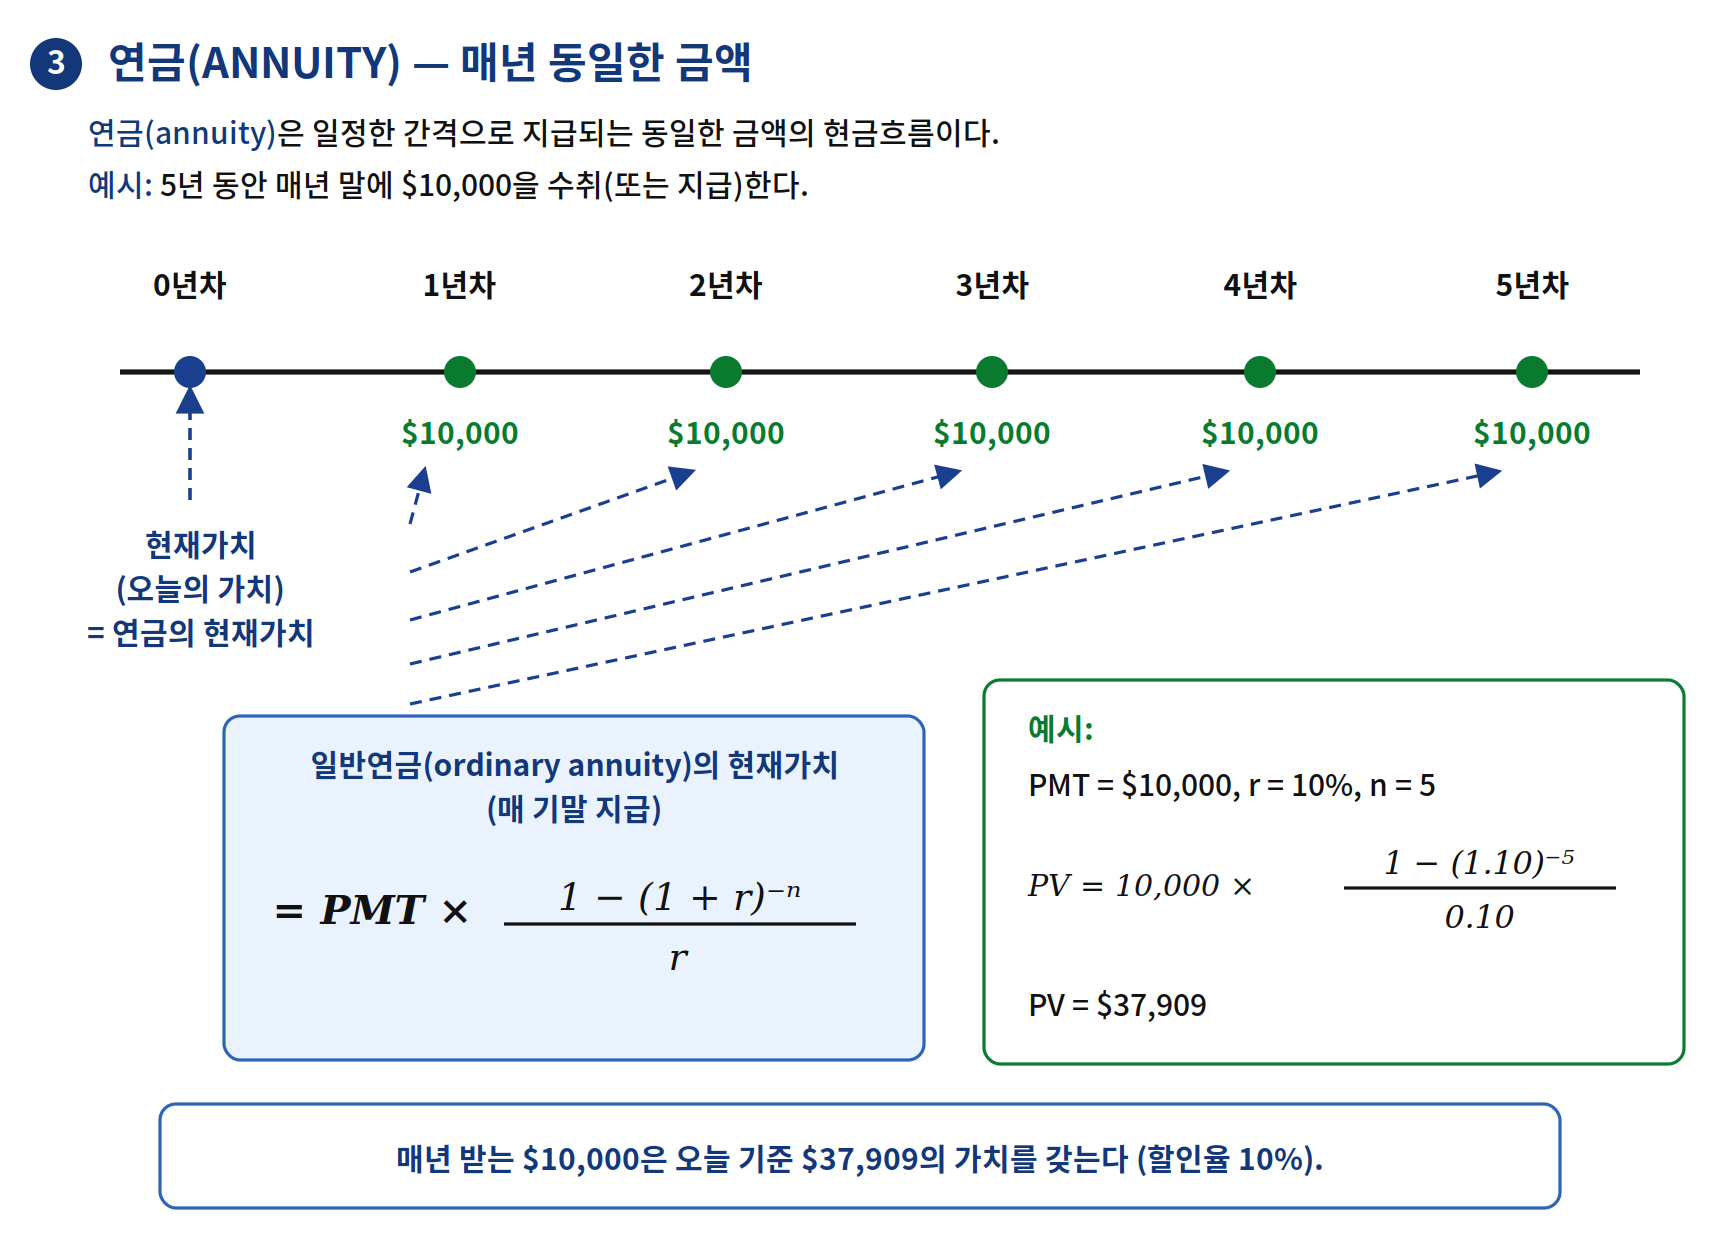 3 연금(ANNUITY) — 매년 동일한 금액
연금(annuity)은 일정한 간격으로 지급되는 동일한 금액의 현금흐름이다.
예시: 5년 동안 매년 말에 $10,000을 수취(또는 지급)한다.
0년차 1년차 2년차 3년차 4년차 5년차
$10,000 $10,000 $10,000 $10,000 $10,000
현재가치
(오늘의 가치)
= 연금의 현재가치
일반연금(ordinary annuity)의 현재가치
(매 기말 지급)
= PMT ×
1 − (1 + r)⁻ⁿ
r
예시:
PMT = $10,000, r = 10%, n = 5
PV = 10,000 ×
1 − (1.10)⁻⁵
0.10
PV = $37,909
매년 받는 $10,000은 오늘 기준 $37,909의 가치를 갖는다 (할인율 10%).